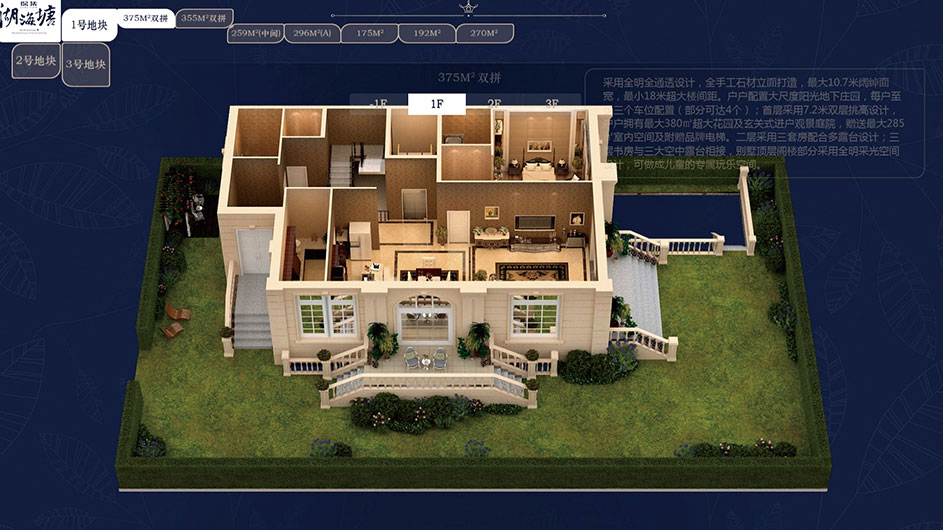 保集
湖海塘
1号地块
375M²双拼
355M²双拼
259M²(中间)
296M²(A)
175M²
192M²
270M²
2号地块
3号地块
375M² 双拼
-1F
1F
2F
3F
采用全明全通透设计,全手工石材立面打造,最大10.7米阔绰面
宽,最小18米超大楼间距。户户配置大尺度阳光地下庄园,每户至
三个车位配置(部分可达4个);首层采用7.2米双层挑高设计,
户拥有最大380㎡超大花园及玄关式进户观景庭院,赠送最大285
室内空间及附赠品牌电梯。二层采用三套房配合多露台设计;三
书房与三大空中露台相接,别墅顶层阁楼部分采用全明采光空间
计,可做成儿童的专属玩乐空间。